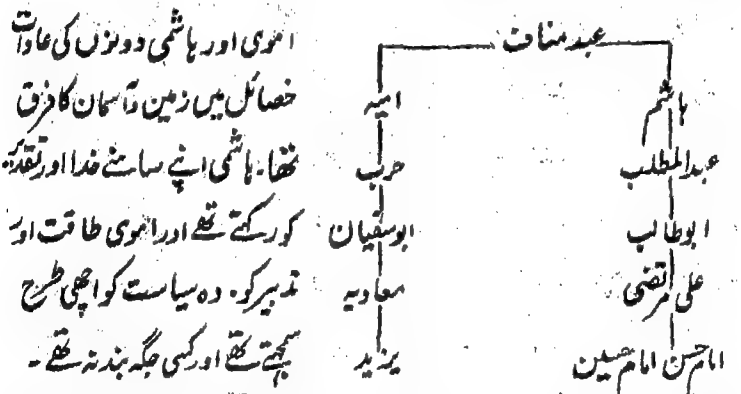 عبد مناف
ہاشم
عبدالمطلب
ابوطالب
علی مرتضیٰ
امام حسن امام حسین
امیہ
حرب
ابوسفیان
معاویہ
یزید
اموی اور ہاشمی دونوں کی عادات
خصائل میں زمین و آسمان کا فرق
تھا۔ ہاشمی اپنے سامنے خدا اور تقدیر
کو رکھتے تھے اور اموی طاقت اور
تدبیر کو۔ وہ سیاست کو اچھی طرح
سمجھتے تھے اور کسی جگہ بند نہ تھے۔